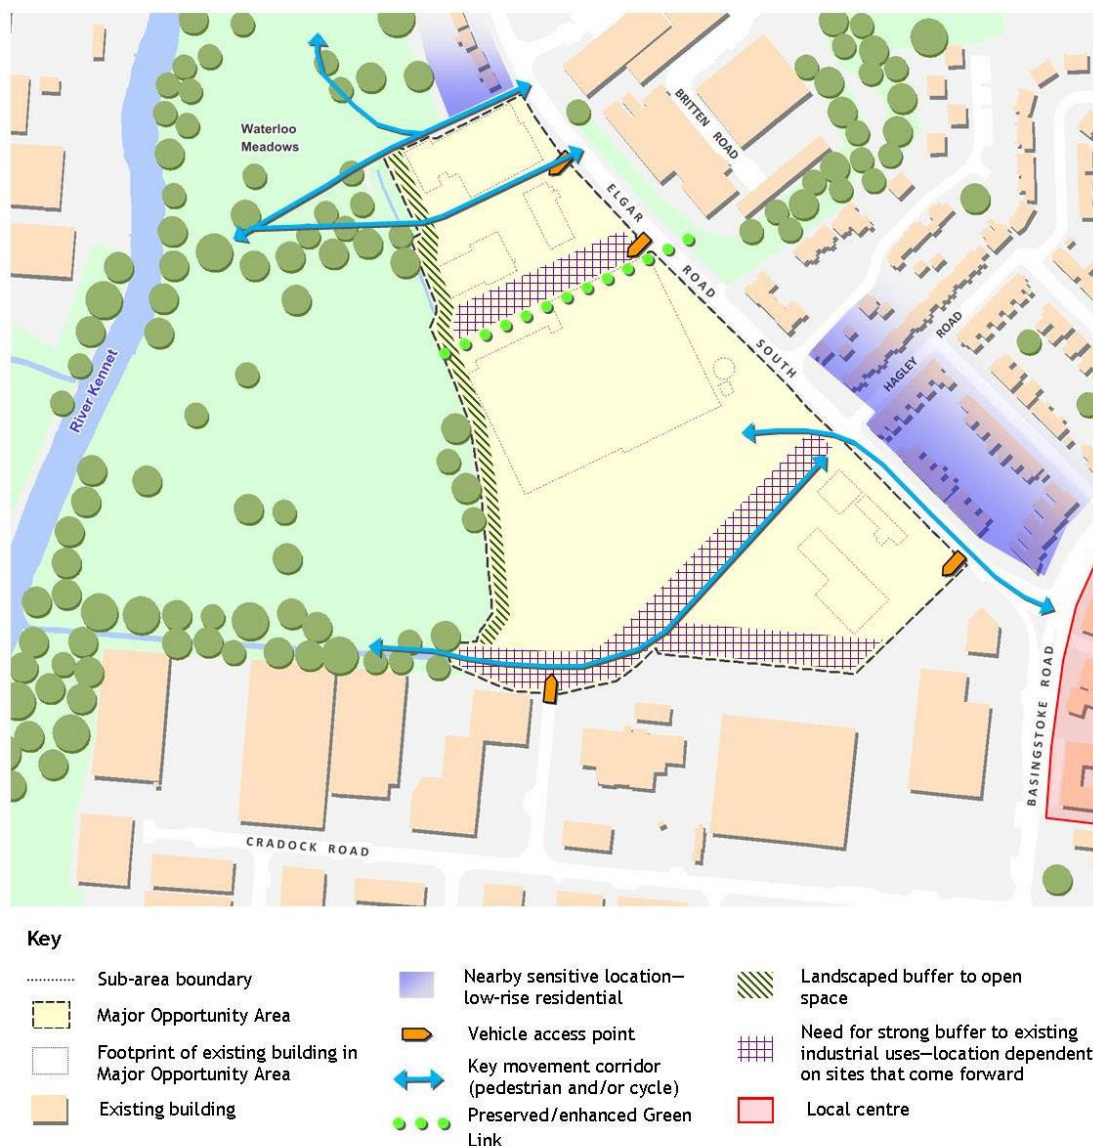 Waterloo
Meadows
BRITTEN ROAD
ELGAR ROAD SOUTH
River Kennet
HAGLEY ROAD
BASINGSTOKE ROAD
CRADOCK ROAD
Key
Sub-area boundary
Major Opportunity Area
Footprint of existing building in
Major Opportunity Area
Existing building
Nearby sensitive location—
low-rise residential
Vehicle access point
Key movement corridor
(pedestrian and/or cycle)
Preserved/enhanced Green
Link
Landscaped buffer to open
space
Need for strong buffer to existing
industrial uses—location dependent
on sites that come forward
Local centre